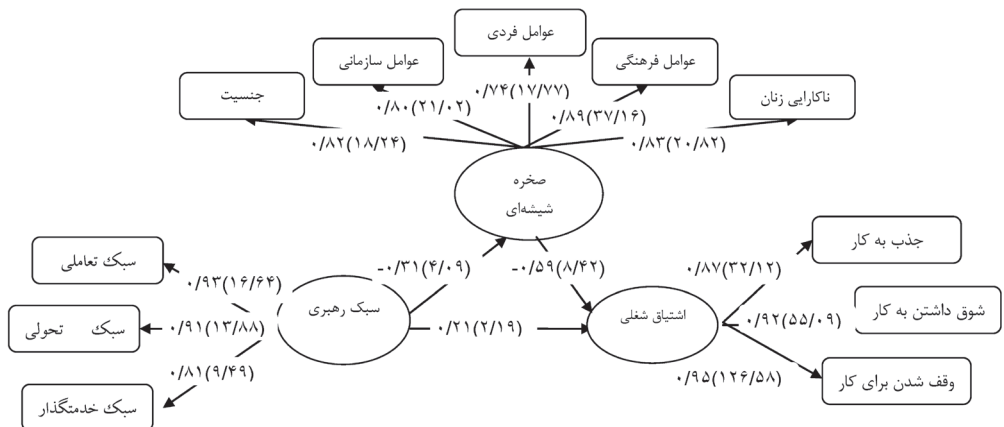 عوامل فردی
عوامل سازمانی
عوامل فرهنگی
جنسیت
ناکارایی زنان
۰/۷۴(۱۷/۷۷)
۰/۸۰(۲۱/۰۲)
۰/۸۹(۳۷/۱۶)
۰/۸۲(۱۸/۲۴)
۰/۸۳(۲۰/۸۲)
صخره
شیشه‌ای
جذب به کار
سبک تعاملی
-۰/۳۱(۴/۰۹)
-۰/۵۹(۸/۴۲)
۰/۸۷(۳۲/۱۲)
۰/۹۳(۱۶/۶۴)
شوق داشتن به کار
سبک رهبری
اشتیاق شغلی
۰/۹۲(۵۵/۰۹)
سبک تحولی
۰/۹۱(۱۳/۸۸)
۰/۲۱(۲/۱۹)
وقف شدن برای کار
۰/۸۱(۹/۴۹)
۰/۹۵(۱۲۶/۵۸)
سبک خدمتگذار